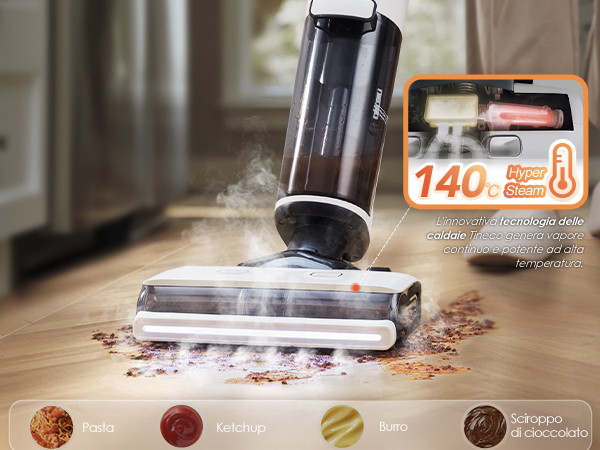 Tineco
140°C
Hyper
Steam
L'innovativa tecnologia delle
caldaie Tineco genera vapore
continuo e potente ad alta
temperatura.
Pasta
Ketchup
Burro
Sciroppo
di cioccolato